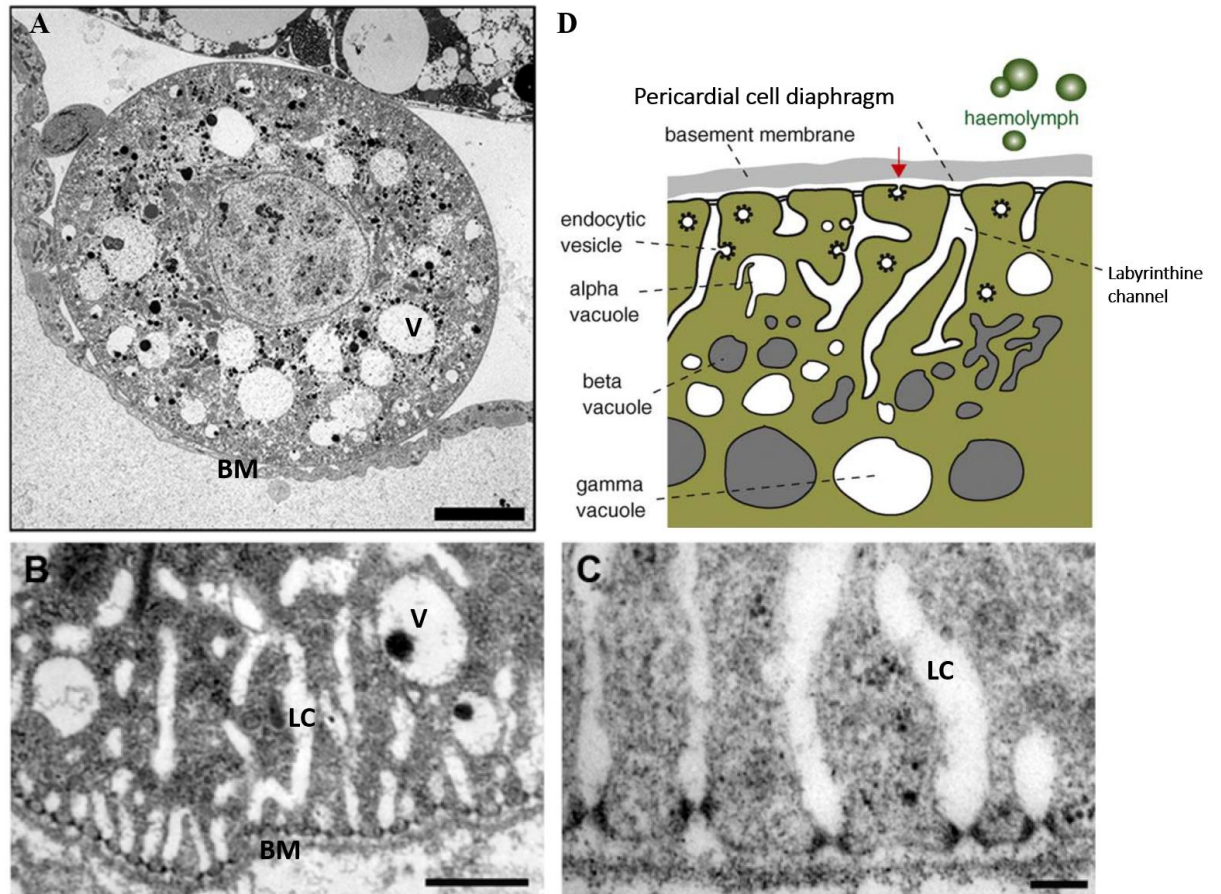 A
V
BM
D
Pericardial cell diaphragm
basement membrane
haemolymph
endocytic
vesicle
alpha
vacuole
Labyrinthine
channel
beta
vacuole
gamma
vacuole
B
V
LC
BM
C
LC